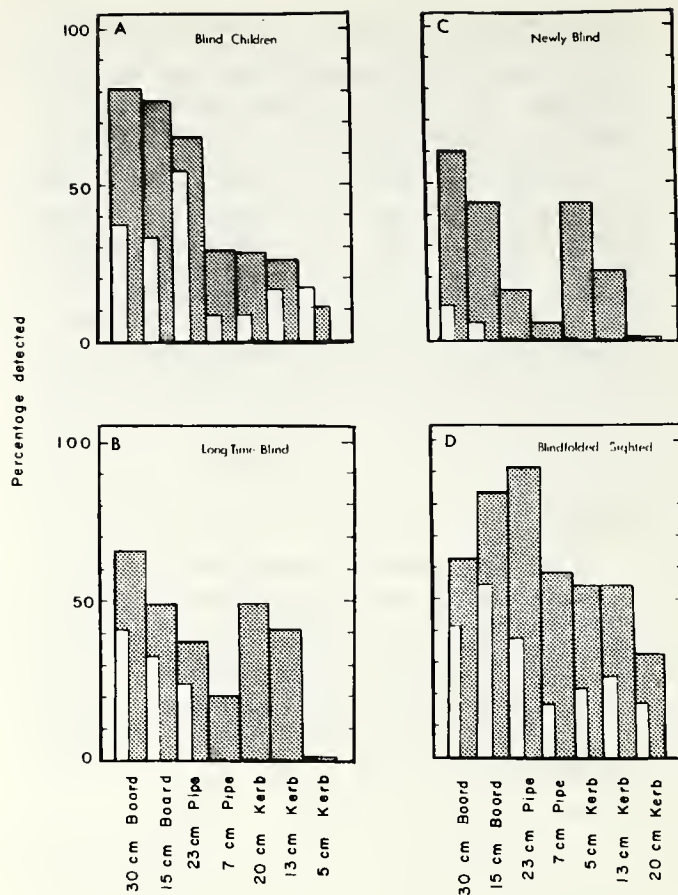 A
Blind Children
100
50
0
C
Newly Blind
Percentage detected
B
Long Time Blind
100
50
0
D
Blindfolded Sighted
30 cm Board
15 cm Board
23 cm Pipe
7 cm Pipe
20 cm Kerb
13 cm Kerb
5 cm Kerb
30 cm Board
15 cm Board
23 cm Pipe
7 cm Pipe
5 cm Kerb
13 cm Kerb
20 cm Kerb